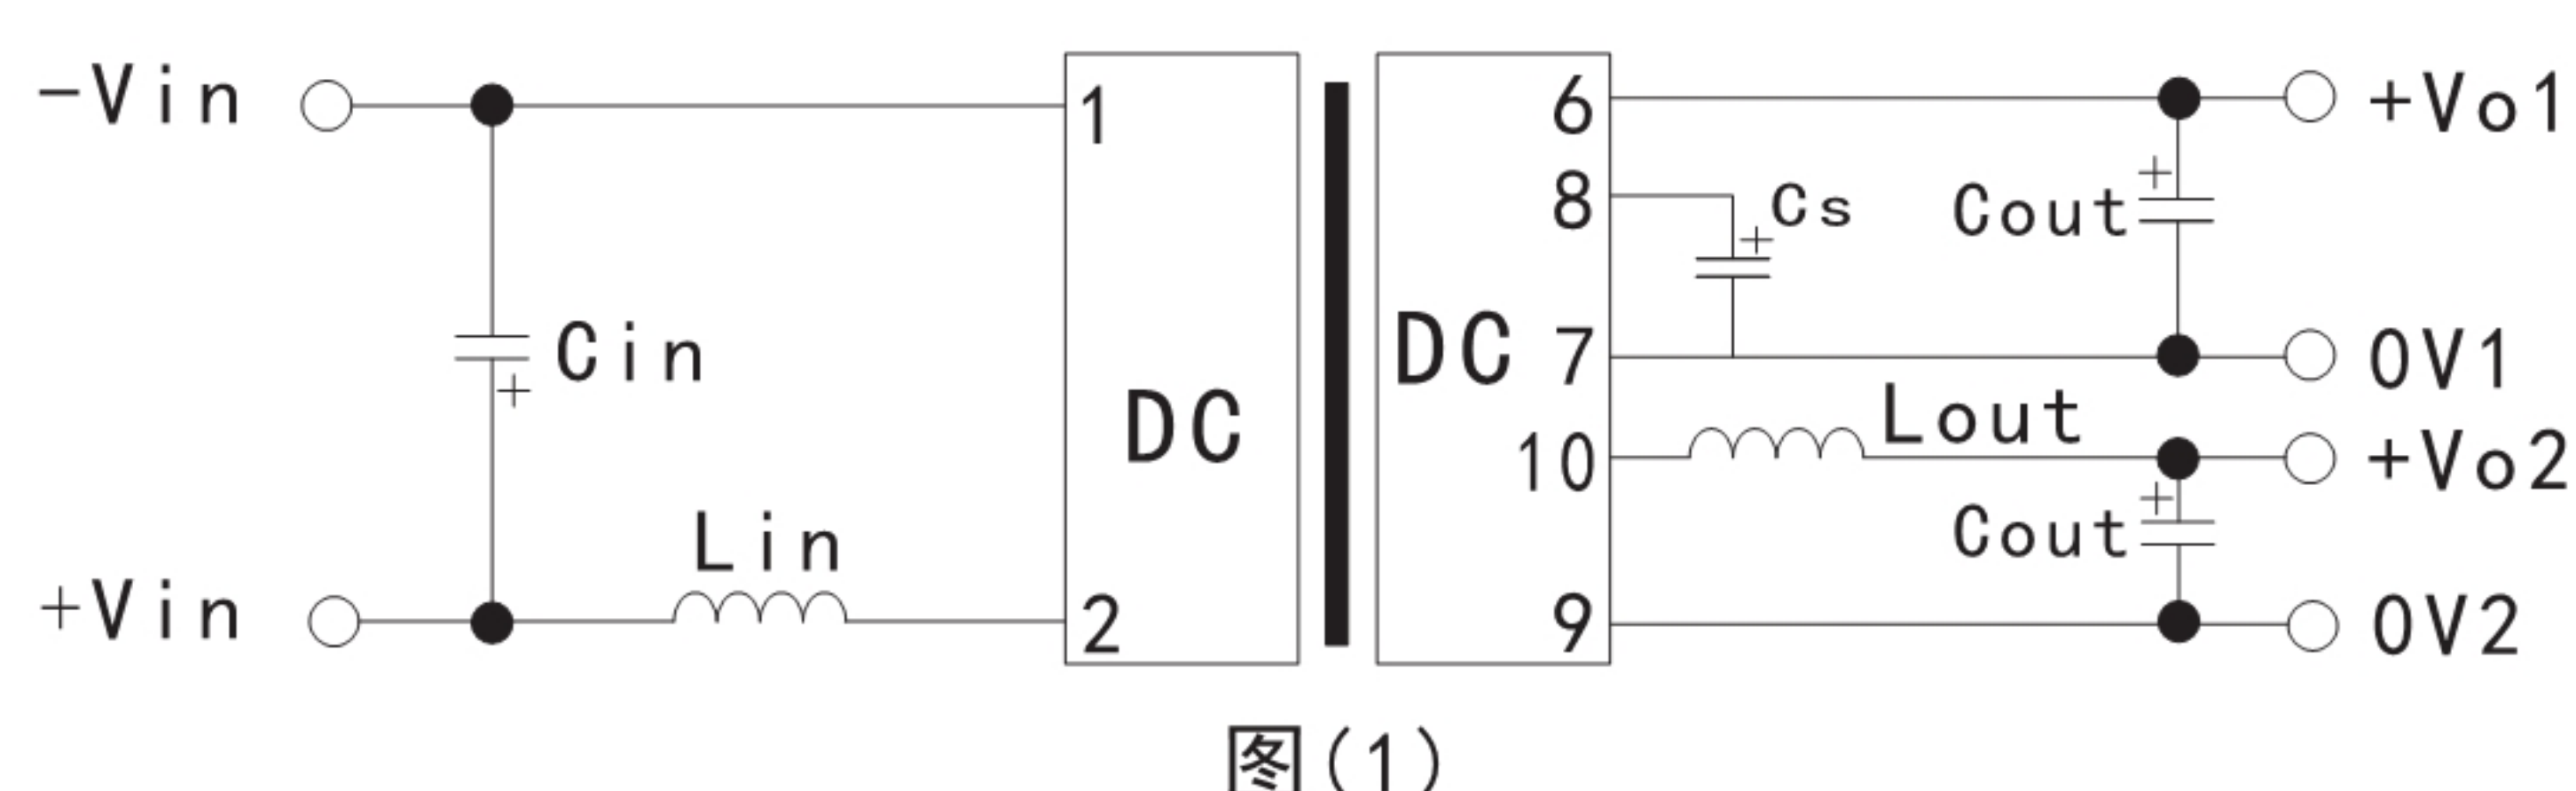 -Vin
1
6
+Vo1
8
Cs
Cout
Cin
DC
DC
7
0V1
Lout
10
+Vo2
Lin
Cout
+Vin
2
9
0V2
图(1)